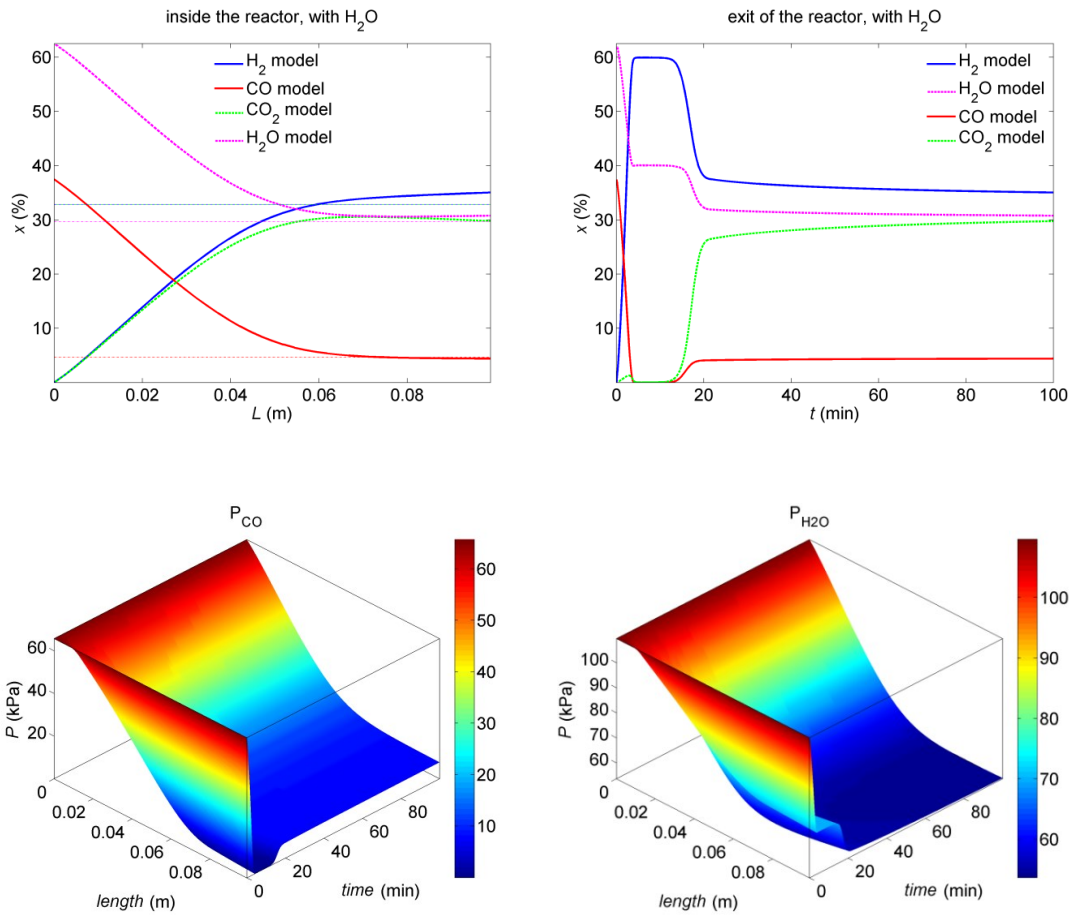 inside the reactor, with H₂O
60
50
40
30
20
10
x (%)
H₂ model
CO model
CO₂ model
H₂O model
0 0.02 0.04 0.06 0.08
L (m)
exit of the reactor, with H₂O
60
50
40
30
20
10
x (%)
H₂ model
H₂O model
CO model
CO₂ model
0 20 40 60 80 100
t (min)
P_CO
60
40
20
P (kPa)
0
0.02
0.04
0.06
0.08
length (m)
0
20
40
60
80
time (min)
60
50
40
30
20
10
P_H2O
100
90
80
70
60
P (kPa)
0
0.02
0.04
0.06
0.08
length (m)
0
20
40
60
80
time (min)
100
90
80
70
60